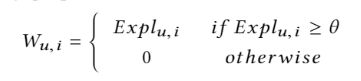 W_{u,i} = { Expl_{u,i} if Expl_{u,i} ≥ θ
0 otherwise